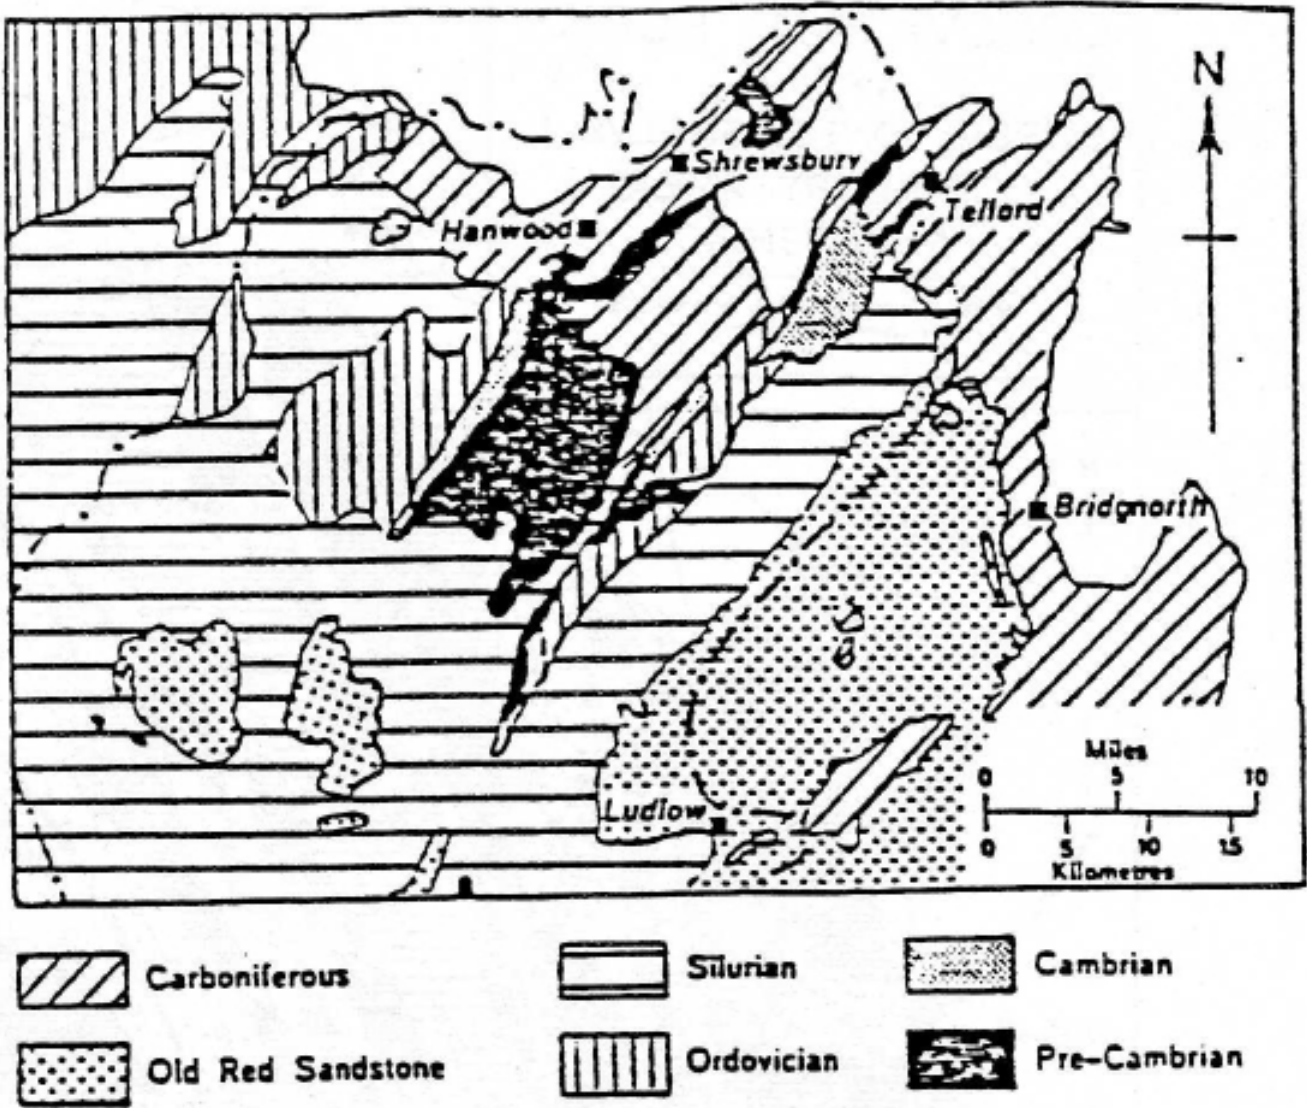 N
Shrewsbury
Telford
Hanwood
Bridgnorth
Miles
0 5 10
Ludlow
0 5 10 15
Kilometres
Carboniferous
Silurian
Cambrian
Old Red Sandstone
Ordovician
Pre-Cambrian